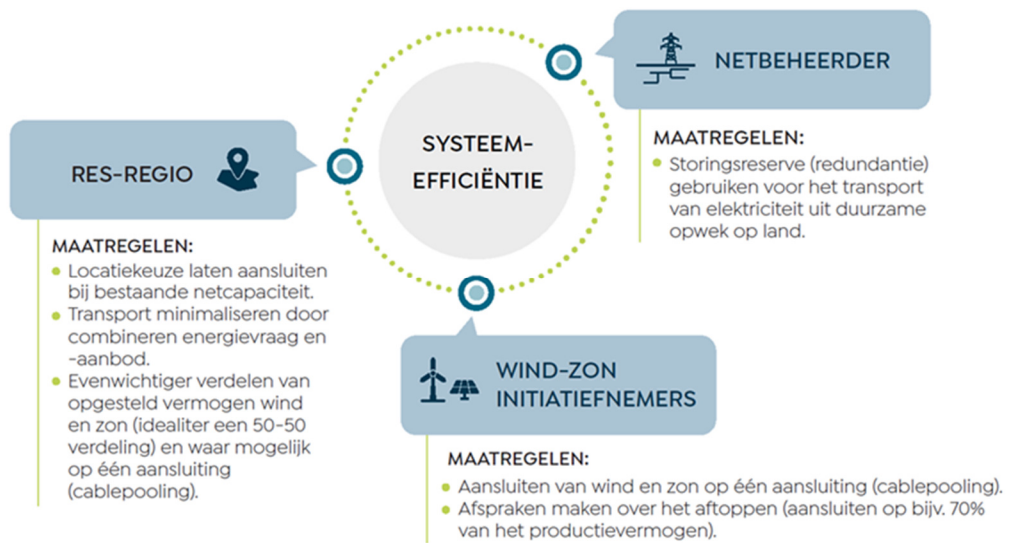 SYSTEEM-
EFFICIËNTIE
NETBEHEERDER
MAATREGELEN:
Storingsreserve (redundantie)
gebruiken voor het transport
van elektriciteit uit duurzame
opwek op land.
RES-REGIO
MAATREGELEN:
Locatiekeuze laten aansluiten
bij bestaande netcapaciteit.
Transport minimaliseren door
combineren energievraag en
-aanbod.
Evenwichtiger verdelen van
opgesteld vermogen wind
en zon (idealiter een 50-50
verdeling) en waar mogelijk
op één aansluiting
(cablepooling).
WIND-ZON
INITIATIEFNEMERS
MAATREGELEN:
Aansluiten van wind en zon op één aansluiting (cablepooling).
Afspraken maken over het aftoppen (aansluiten op bijv. 70%
van het productievermogen).